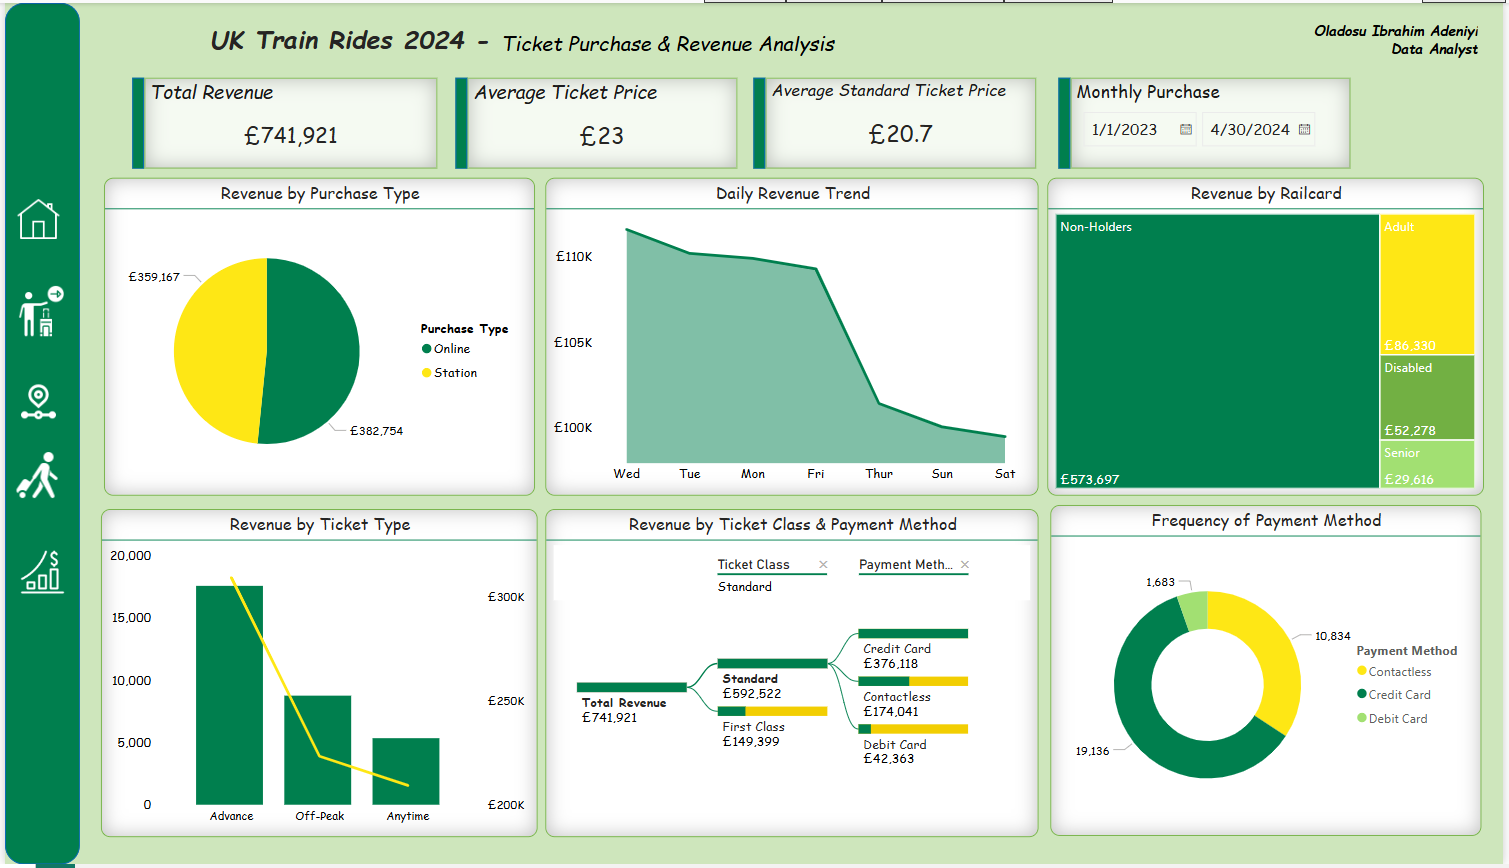 UK Train Rides 2024 - Ticket Purchase & Revenue Analysis
Oladosu Ibrahim Adeniyi
Data Analyst
Total Revenue
£741,921
Average Ticket Price
£23
Average Standard Ticket Price
£20.7
Monthly Purchase
1/1/2023 4/30/2024
Revenue by Purchase Type
£359,167
£382,754
Purchase Type
Online
Station
Daily Revenue Trend
£110K
£105K
£100K
Wed Tue Mon Fri Thur Sun Sat
Revenue by Railcard
Non-Holders
£573,697
Adult
£86,330
Disabled
£52,278
Senior
£29,616
Revenue by Ticket Type
20,000
15,000
10,000
5,000
0
£300K
£250K
£200K
Advance Off-Peak Anytime
Revenue by Ticket Class & Payment Method
Ticket Class
Standard
Payment Meth...
Total Revenue
£741,921
Standard
£592,522
First Class
£149,399
Credit Card
£376,118
Contactless
£174,041
Debit Card
£42,363
Frequency of Payment Method
1,683
10,834
19,136
Payment Method
Contactless
Credit Card
Debit Card